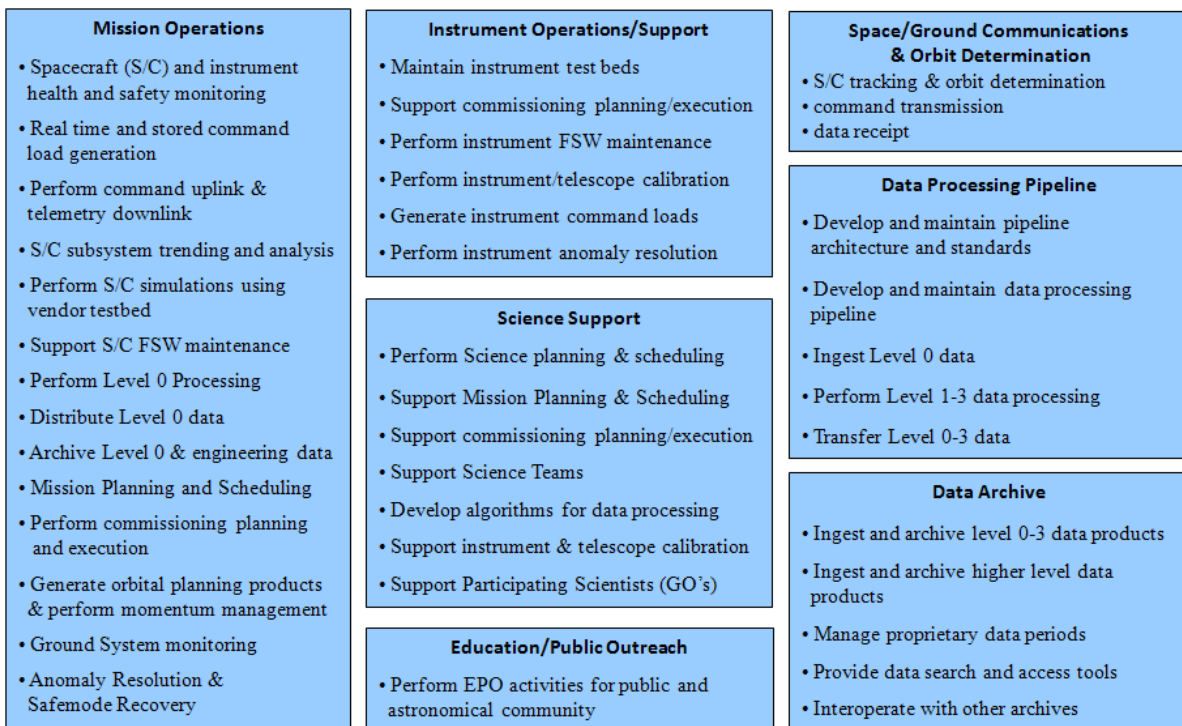 Mission Operations
• Spacecraft (S/C) and instrument
health and safety monitoring
• Real time and stored command
load generation
• Perform command uplink &
telemetry downlink
• S/C subsystem trending and analysis
• Perform S/C simulations using
vendor testbed
• Support S/C FSW maintenance
• Perform Level 0 Processing
• Distribute Level 0 data
• Archive Level 0 & engineering data
• Mission Planning and Scheduling
• Perform commissioning planning
and execution
• Generate orbital planning products
& perform momentum management
• Ground System monitoring
• Anomaly Resolution &
Safemode Recovery
Instrument Operations/Support
• Maintain instrument test beds
• Support commissioning planning/execution
• Perform instrument FSW maintenance
• Perform instrument/telescope calibration
• Generate instrument command loads
• Perform instrument anomaly resolution
Science Support
• Perform Science planning & scheduling
• Support Mission Planning & Scheduling
• Support commissioning planning/execution
• Support Science Teams
• Develop algorithms for data processing
• Support instrument & telescope calibration
• Support Participating Scientists (GO’s)
Education/Public Outreach
• Perform EPO activities for public and
astronomical community
Space/Ground Communications
& Orbit Determination
• S/C tracking & orbit determination
• command transmission
• data receipt
Data Processing Pipeline
• Develop and maintain pipeline
architecture and standards
• Develop and maintain data processing
pipeline
• Ingest Level 0 data
• Perform Level 1-3 data processing
• Transfer Level 0-3 data
Data Archive
• Ingest and archive level 0-3 data products
• Ingest and archive higher level data
products
• Manage proprietary data periods
• Provide data search and access tools
• Interoperate with other archives